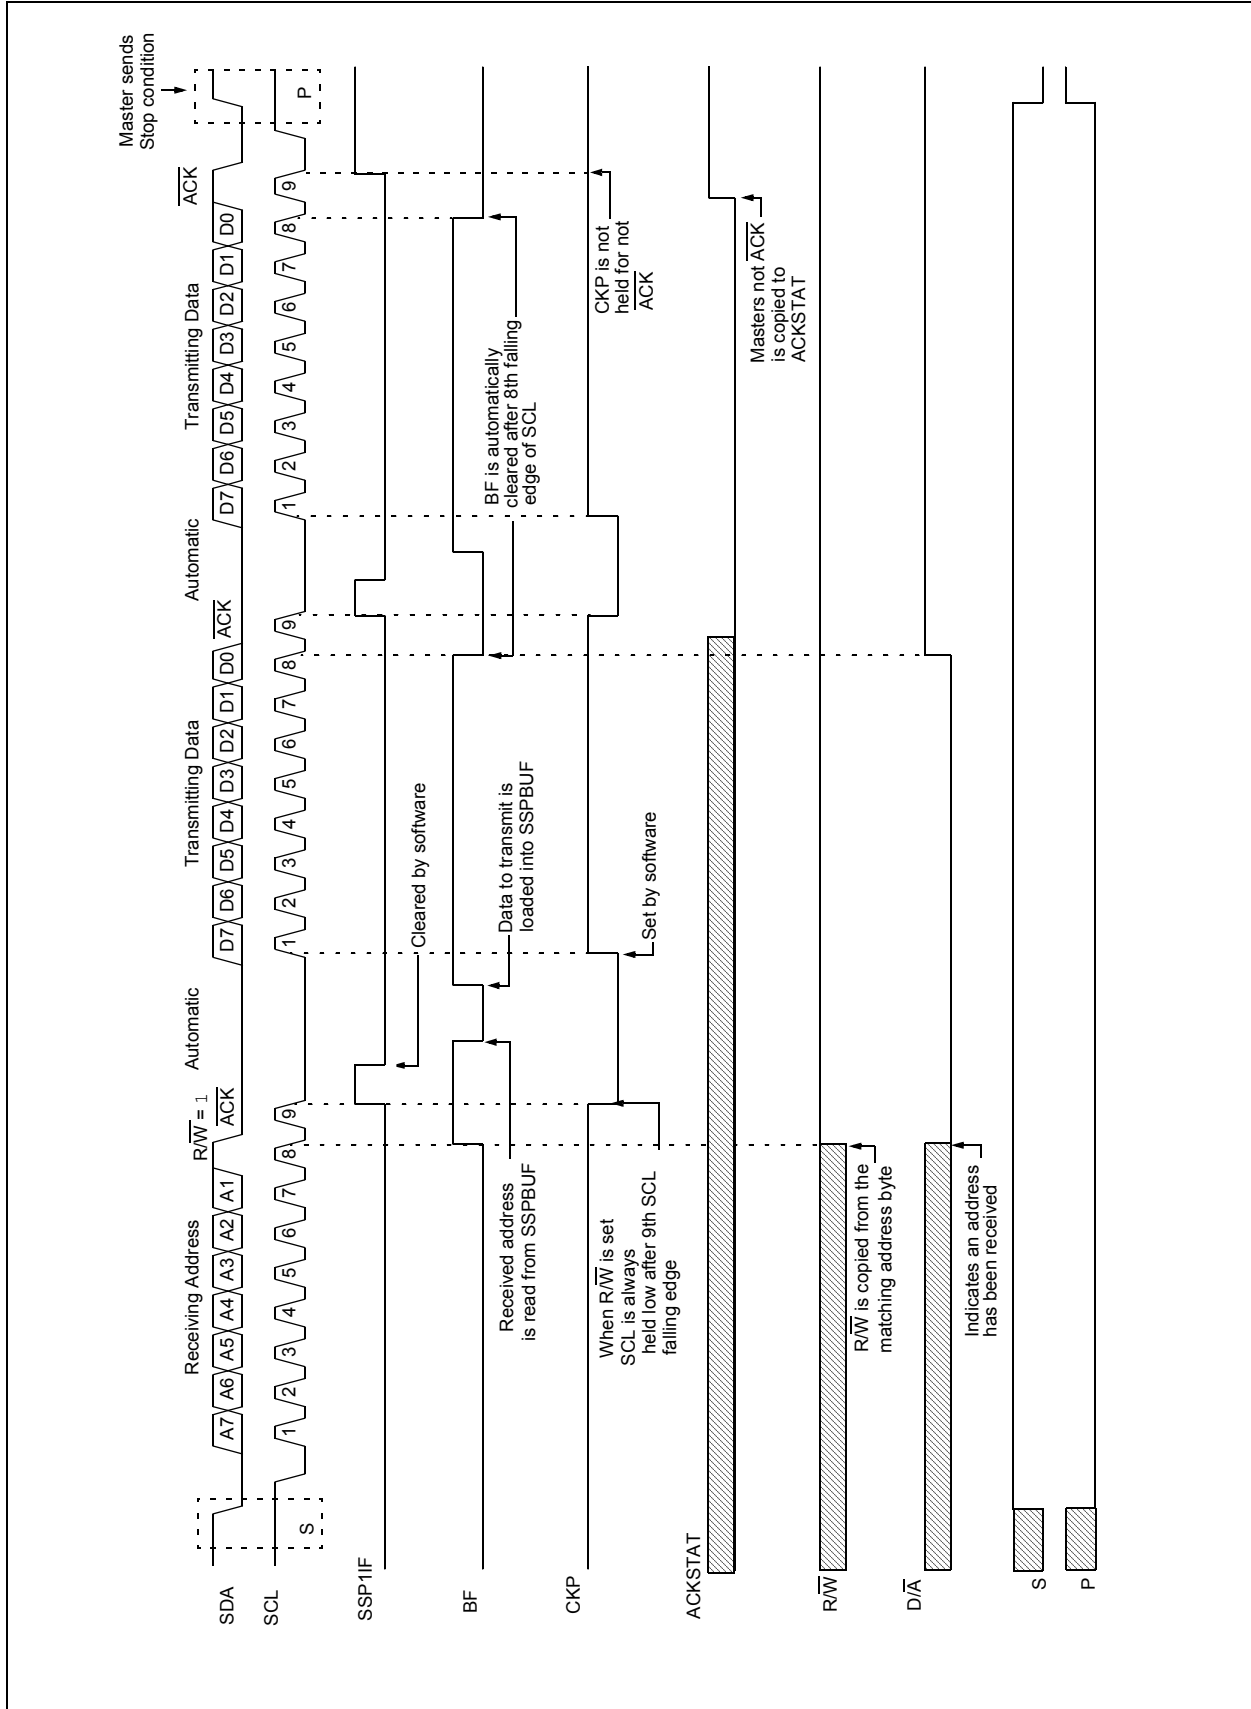 Master sends
Stop condition
Receiving Address
R/W = 1
ACK
Automatic
Transmitting Data
ACK
Automatic
Transmitting Data
ACK
SDA
A7 A6 A5 A4 A3 A2 A1
D7 D6 D5 D4 D3 D2 D1 D0
D7 D6 D5 D4 D3 D2 D1 D0
SCL
S
1 2 3 4 5 6 7 8 9
1 2 3 4 5 6 7 8 9
1 2 3 4 5 6 7 8 9
P
SSP1IF
Cleared by software
BF
Received address
is read from SSPBUF
Data to transmit is
loaded into SSPBUF
BF is automatically
cleared after 8th falling
edge of SCL
CKP
When R/W is set
SCL is always
held low after 9th SCL
falling edge
Set by software
CKP is not
held for not
ACK
ACKSTAT
Masters not ACK
is copied to
ACKSTAT
R/W
R/W is copied from the
matching address byte
D/A
Indicates an address
has been received
S
P